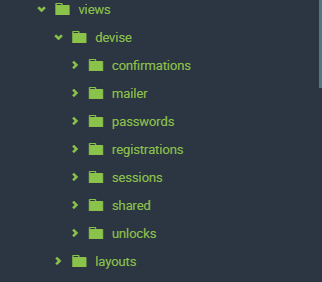 views
devise
confirmations
mailer
passwords
registrations
sessions
shared
unlocks
layouts